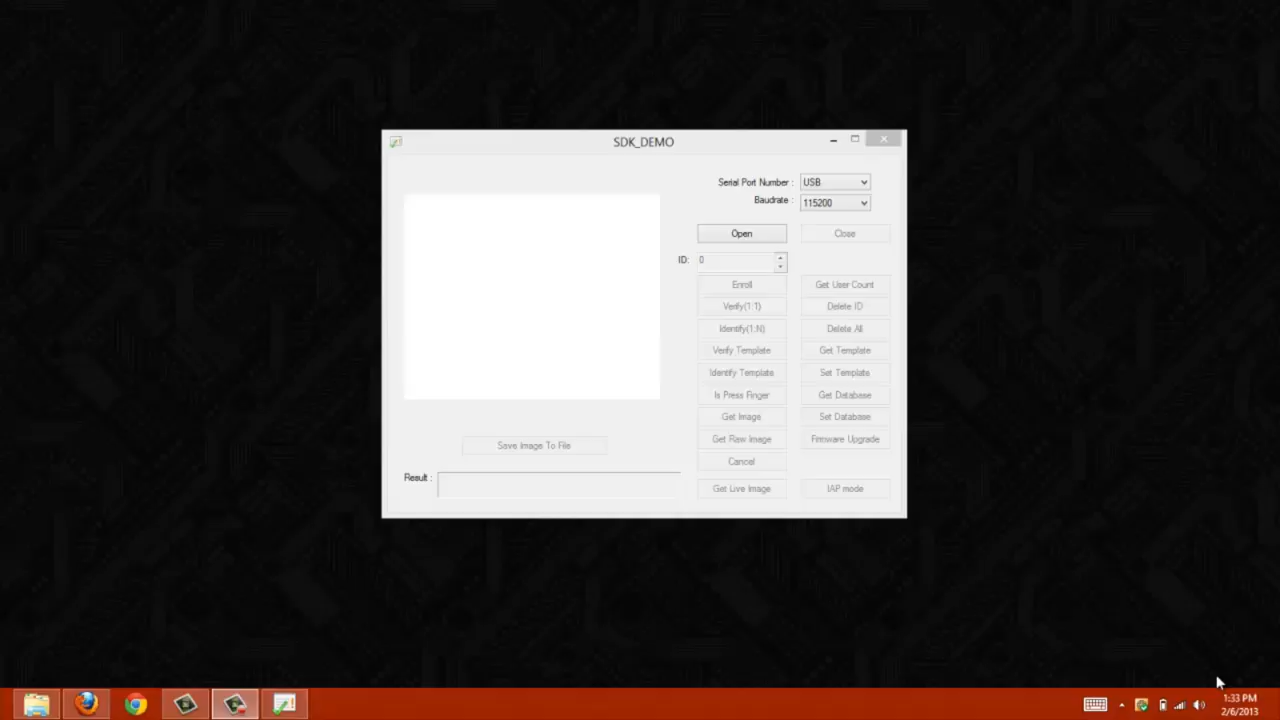 SDK_DEMO
Serial Port Number : USB
Baudrate : 115200
Open Close
ID: 0
Enroll Get User Count
Verify(1:1) Delete ID
Identify(1:N) Delete All
Verify Template Get Template
Identify Template Set Template
Is Press Finger Get Database
Get Image Set Database
Get Raw Image Firmware Upgrade
Save Image To File
Cancel
Result :
Get Live Image IAP mode
1:33 PM
2/6/2013